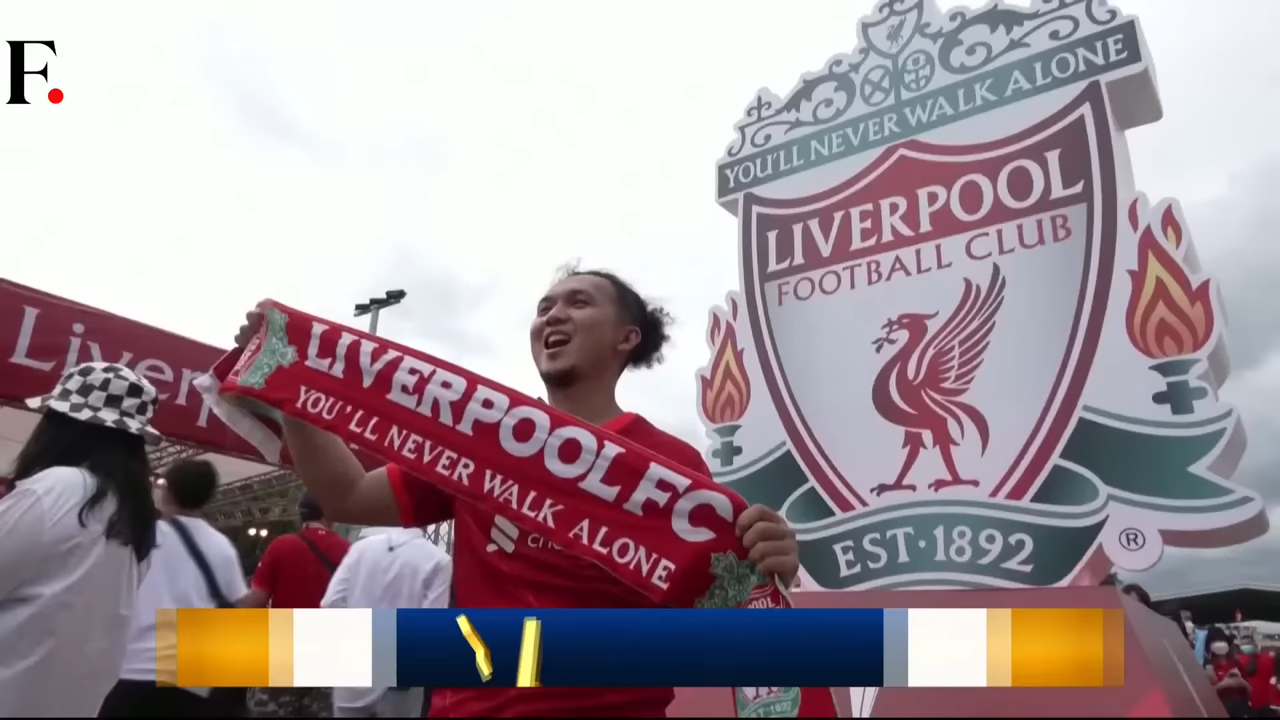 F.
YOU'LL NEVER WALK ALONE
LIVERPOOL
FOOTBALL CLUB
EST·1892
®
LIVERPOOL FC
YOU'LL NEVER WALK ALONE